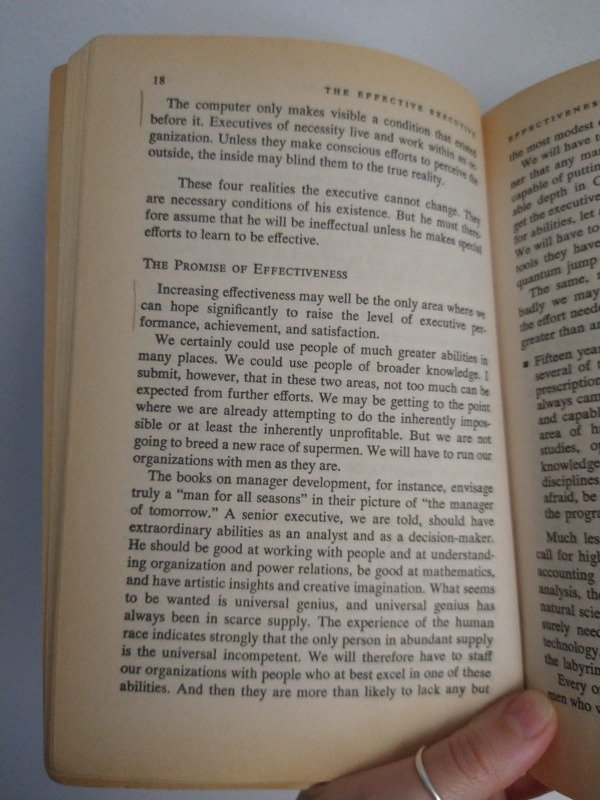 18
THE EFFECTIVE EXECUTIVE
The computer only makes visible a condition that existed
before it. Executives of necessity live and work within an or-
ganization. Unless they make conscious efforts to perceive the
outside, the inside may blind them to the true reality.
These four realities the executive cannot change. They
are necessary conditions of his existence. But he must there-
fore assume that he will be ineffectual unless he makes special
efforts to learn to be effective.
THE PROMISE OF EFFECTIVENESS
Increasing effectiveness may well be the only area where we
can hope significantly to raise the level of executive per-
formance, achievement, and satisfaction.
We certainly could use people of much greater abilities in
many places. We could use people of broader knowledge. I
submit, however, that in these two areas, not too much can be
expected from further efforts. We may be getting to the point
where we are already attempting to do the inherently impos-
sible or at least the inherently unprofitable. But we are not
going to breed a new race of supermen. We will have to run our
organizations with men as they are.
The books on manager development, for instance, envisage
truly a “man for all seasons” in their picture of “the manager
of tomorrow.” A senior executive, we are told, should have
extraordinary abilities as an analyst and as a decision-maker.
He should be good at working with people and at understand-
ing organization and power relations, be good at mathematics,
and have artistic insights and creative imagination. What seems
to be wanted is universal genius, and universal genius has
always been in scarce supply. The experience of the human
race indicates strongly that the only person in abundant supply
is the universal incompetent. We will therefore have to staff
our organizations with people who at best excel in one of these
abilities. And then they are more than likely to lack any but
EFFECTIVENESS
the most modest
We will have t
ner that any ma
capable of puttin
able depth in
get the executive
for abilities, let
We will have to
tools they have
quantum jump
The same,
badly we may
the effort neede
greater than a
Fifteen year
several of
prescription
always cam
and capab
area of h
studies, o
knowledge
disciplines
afraid, be
the progra
Much less
call for high
accounting
analysis, the
natural scie
surely need
technology
the labyrin
Every o
men who